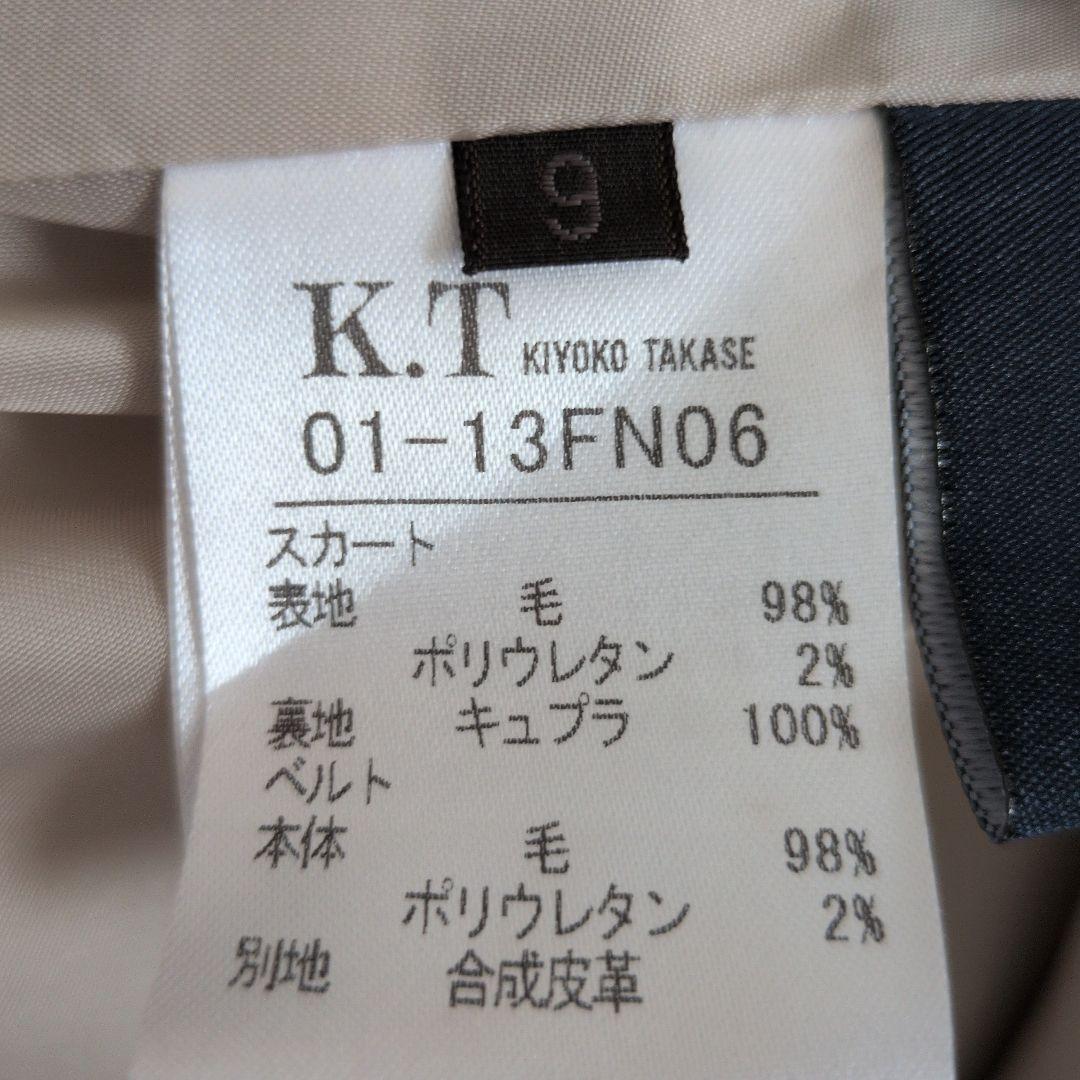 9
K.T KIYOKO TAKASE
01-13FN06
スカート
表地 毛 98%
ポリウレタン 2%
裏地 キュプラ 100%
ベルト
本体 毛 98%
ポリウレタン 2%
別地 合成皮革